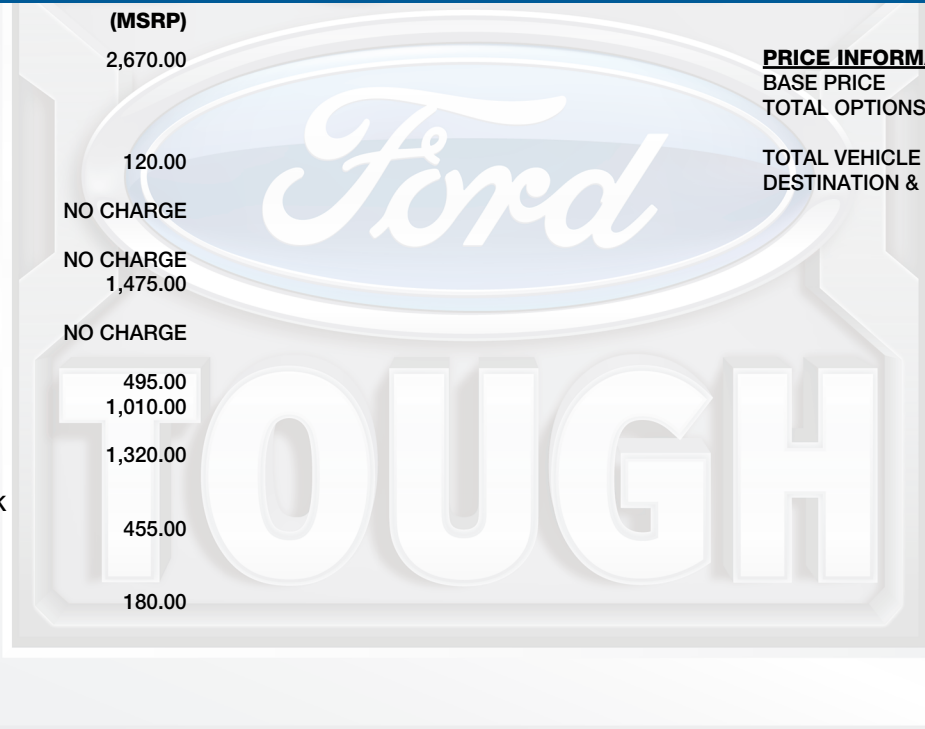 (MSRP)
2,670.00
120.00
NO CHARGE
NO CHARGE
1,475.00
NO CHARGE
495.00
1,010.00
1,320.00
K
455.00
180.00
PRICE INFORMA
BASE PRICE
TOTAL OPTIONS
TOTAL VEHICLE
DESTINATION &
Ford
TOUGH